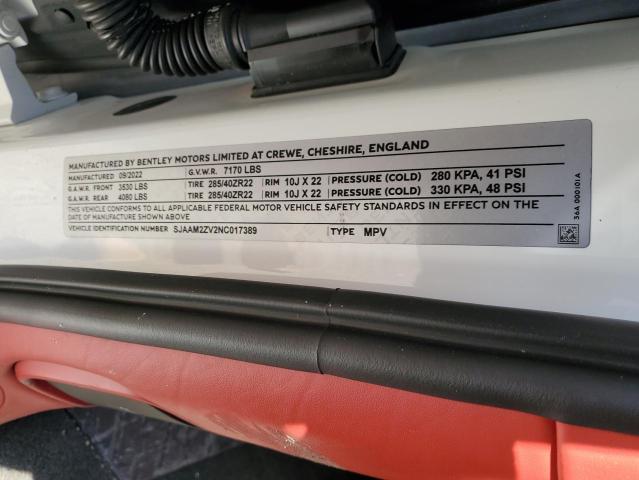 MANUFACTURED BY BENTLEY MOTORS LIMITED AT CREWE, CHESHIRE, ENGLAND
MANUFACTURED 09/2022 G.V.W.R. 7170 LBS
G.A.W.R. FRONT 3530 LBS TIRE 285/40ZR22 RIM 10J X 22 PRESSURE (COLD) 280 KPA, 41 PSI
G.A.W.R. REAR 4080 LBS TIRE 285/40ZR22 RIM 10J X 22 PRESSURE (COLD) 330 KPA, 48 PSI
THIS VEHICLE CONFORMS TO ALL APPLICABLE FEDERAL MOTOR VEHICLE SAFETY STANDARDS IN EFFECT ON THE
DATE OF MANUFACTURE SHOWN ABOVE.
VEHICLE IDENTIFICATION NUMBER SJAAM2ZV2NC017389 TYPE MPV
36A 000101A